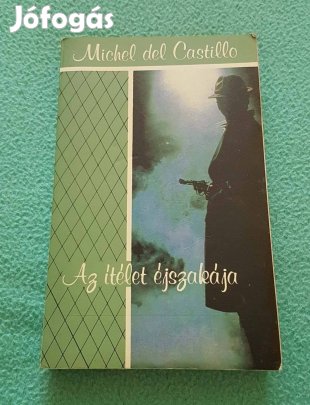 Jófogás
Michel del Castillo
Az ítélet éjszakája